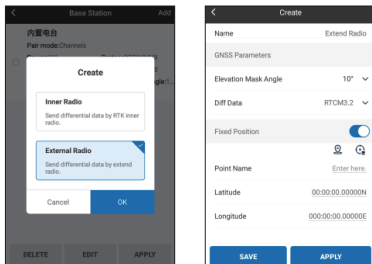 Base Station
Add
内置电台
Pair mode:Channels
Create
Inner Radio
Send differential data by RTK inner
radio.
External Radio
Send differential data by extend
radio.
Cancel
OK
DELETE
EDIT
APPLY
Create
Name
Extend Radio
GNSS Parameters
Elevation Mask Angle
10°
Diff Data
RTCM3.2
Fixed Position
Point Name
Enter here.
Latitude
00:00:00.00000N
Longitude
000:00:00.00000E
SAVE
APPLY